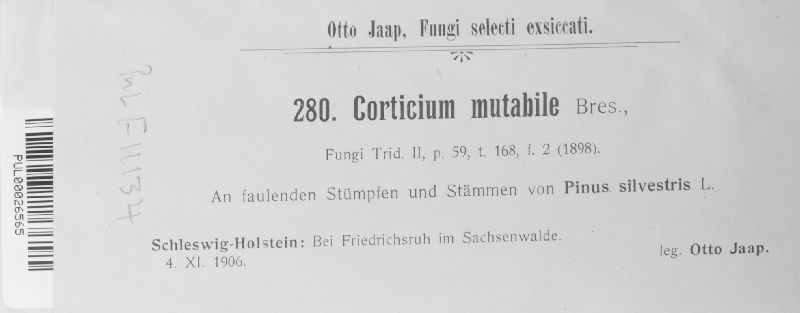 Otto Jaap, Fungi selecti exsiccati.
280. Corticium mutabile Bres.,
Fungi Trid. II, p. 59, t. 168, f. 2 (1898).
An faulenden Stümpfen und Stämmen von Pinus silvestris L.
Schleswig-Holstein: Bei Friedrichsruh im Sachsenwalde.
4. XI. 1906.
leg. Otto Jaap.
PUL00026565